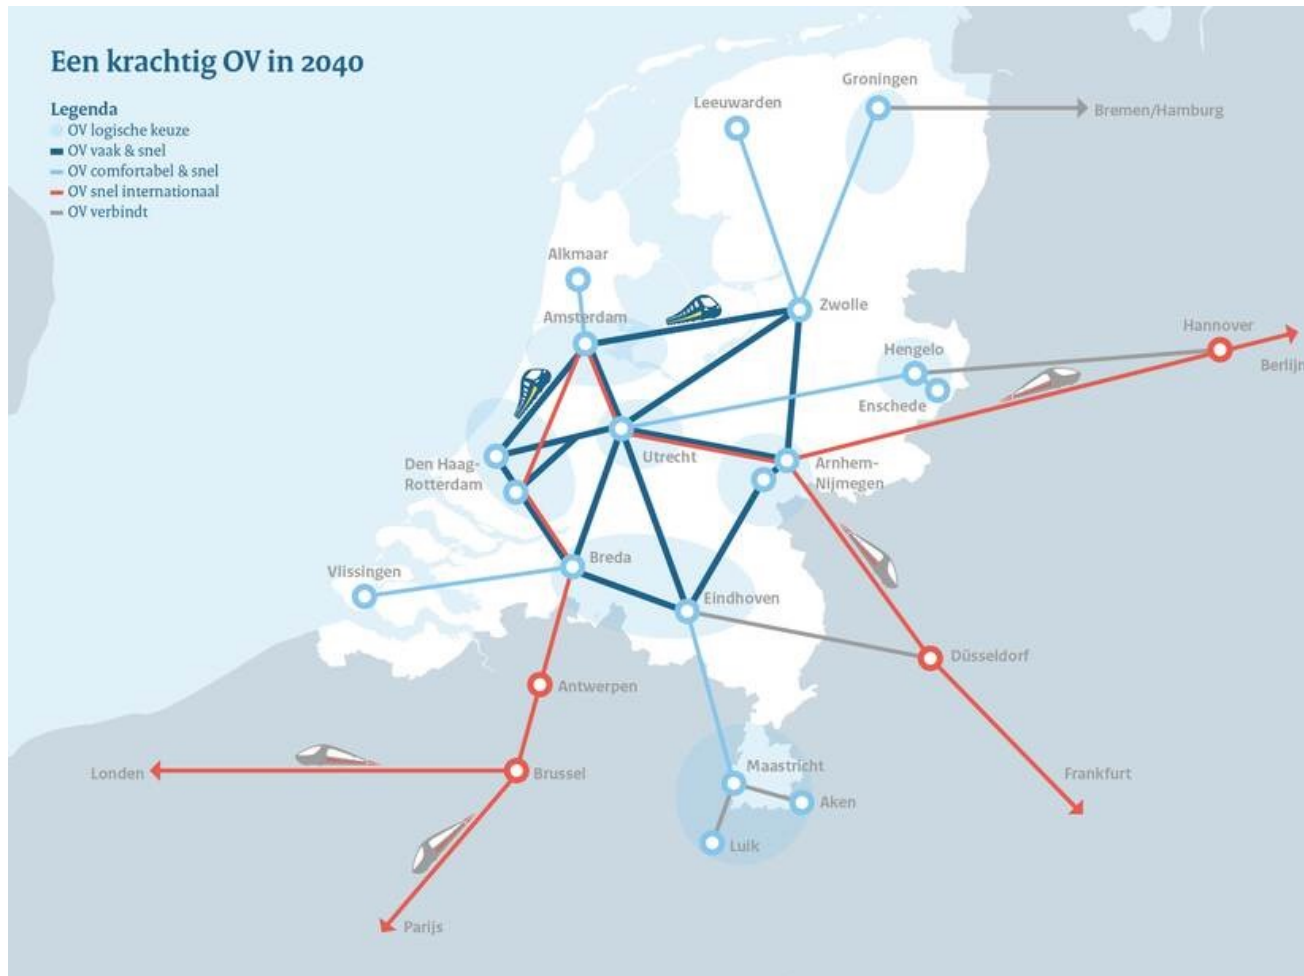 Een krachtig OV in 2040
Legenda
OV logische keuze
OV vaak & snel
OV comfortabel & snel
OV snel internationaal
OV verbindt
Groningen
Leeuwarden
Bremen/Hamburg
Alkmaar
Zwolle
Amsterdam
Hannover
Hengelo
Berlijn
Enschede
Utrecht
Den Haag-
Rotterdam
Arnhem-
Nijmegen
Breda
Vlissingen
Eindhoven
Düsseldorf
Antwerpen
Maastricht
Londen
Brussel
Frankfurt
Aken
Luik
Parijs